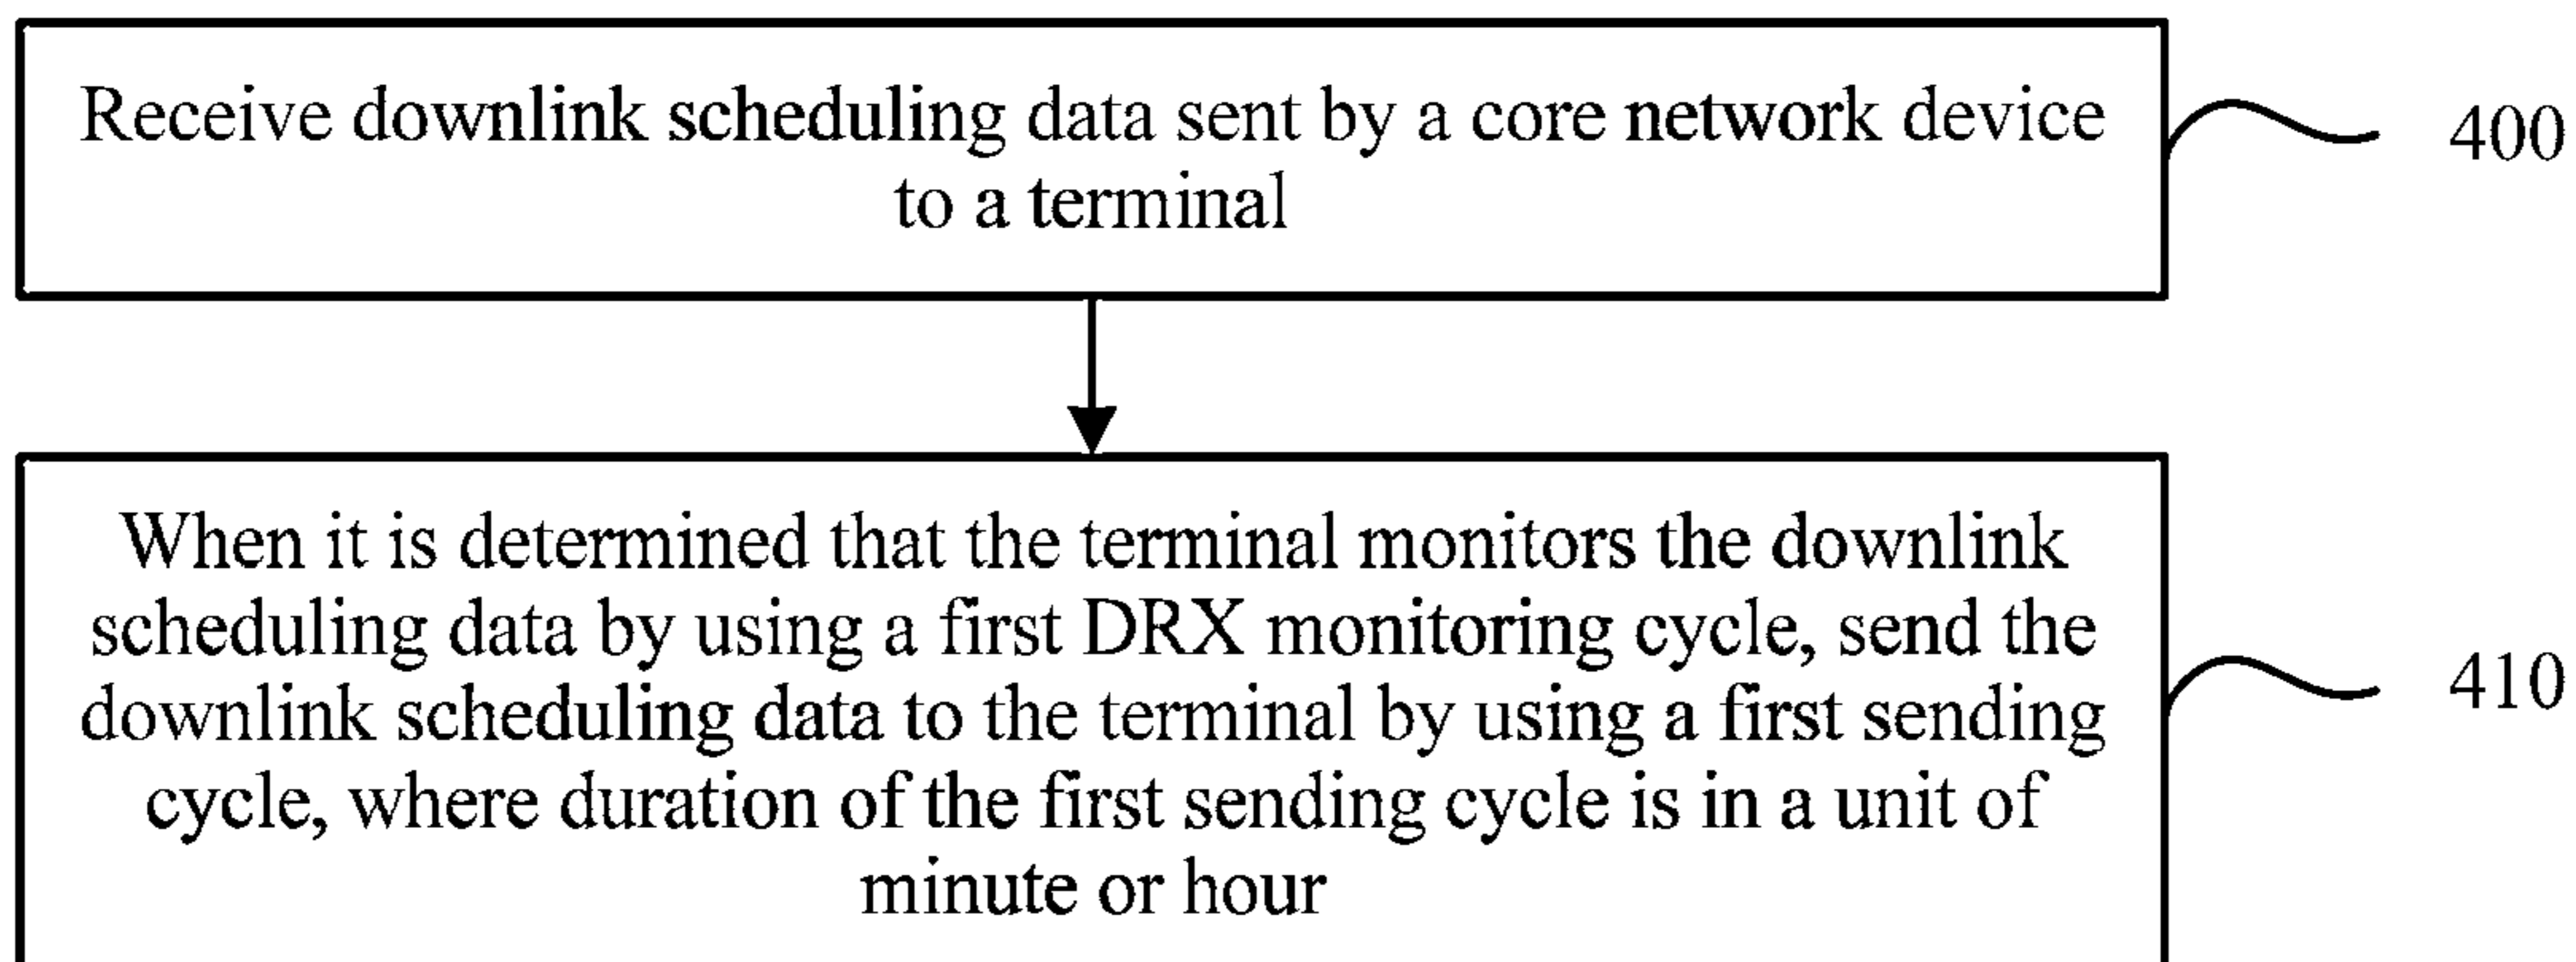 Receive downlink scheduling data sent by a core network device
to a terminal
400
When it is determined that the terminal monitors the downlink
scheduling data by using a first DRX monitoring cycle, send the
downlink scheduling data to the terminal by using a first sending
cycle, where duration of the first sending cycle is in a unit of
minute or hour
410